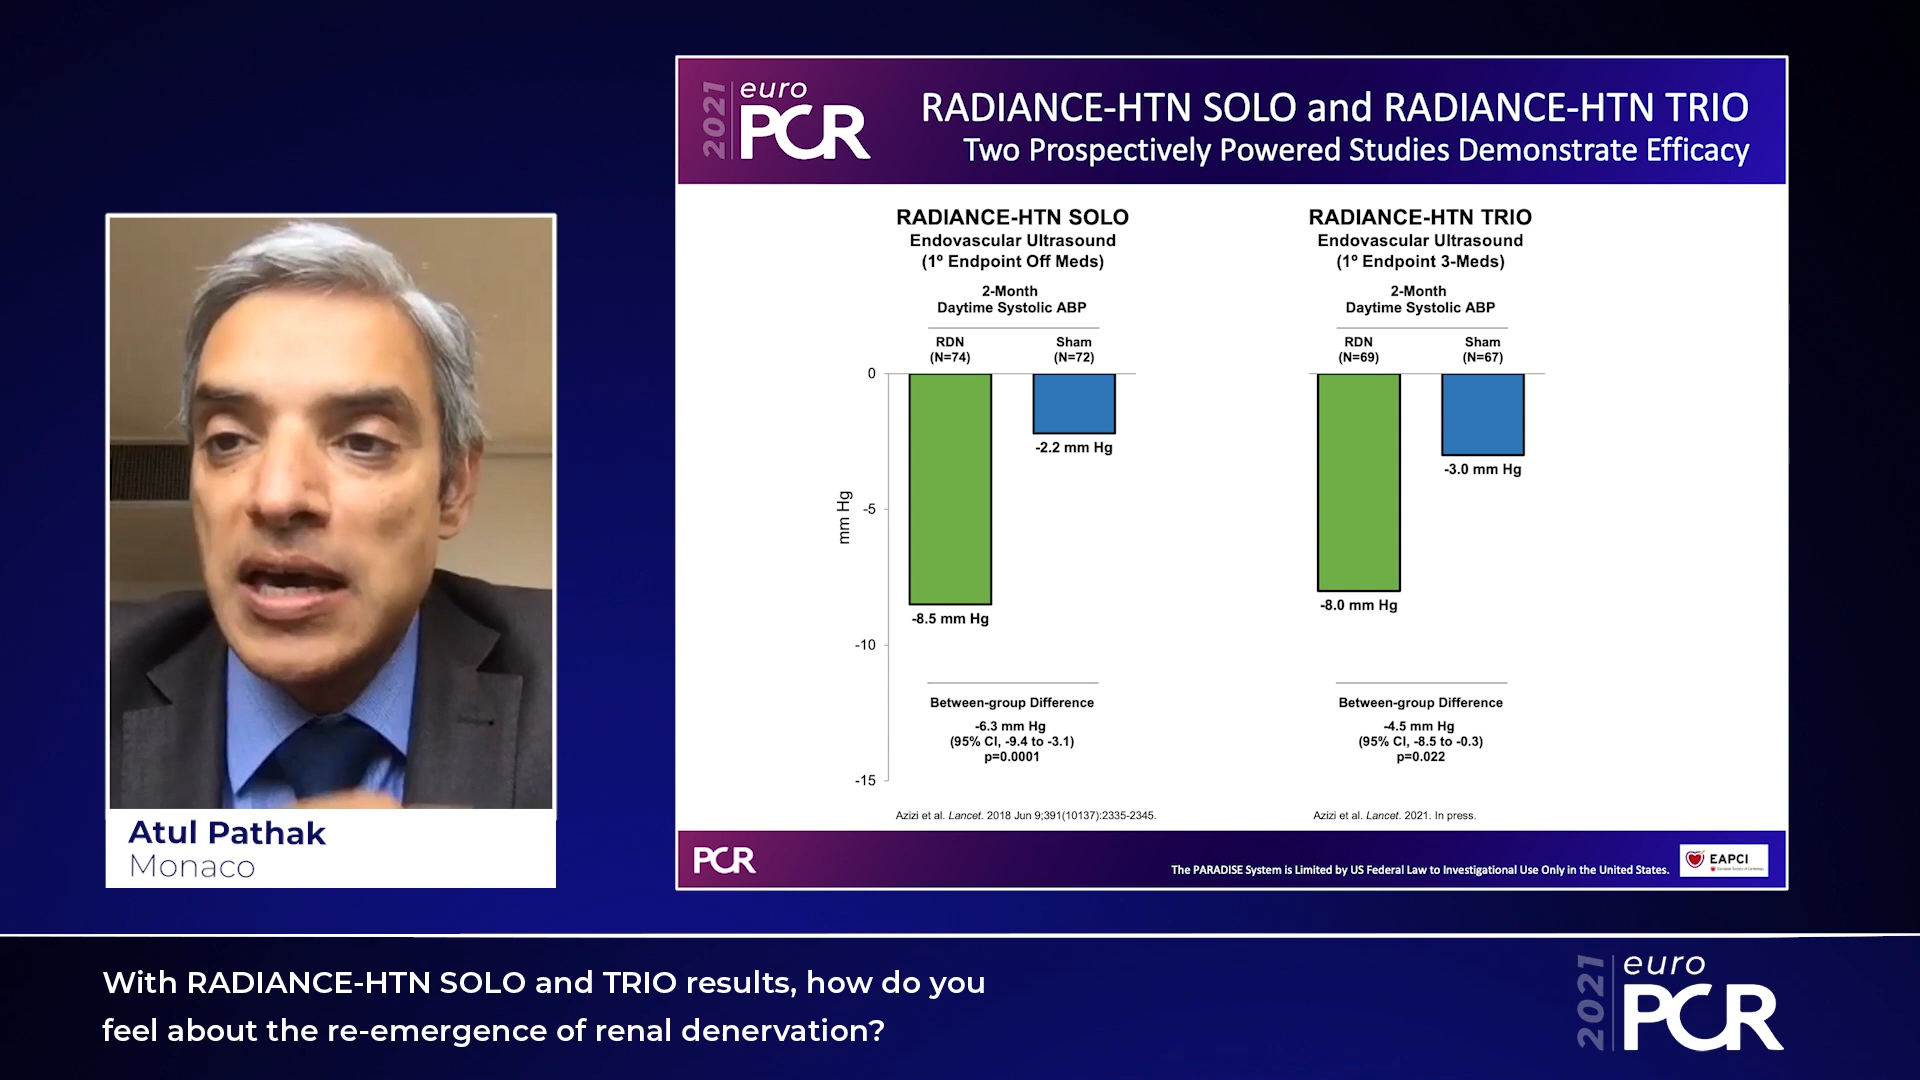 2021
euro
PCR
RADIANCE-HTN SOLO and RADIANCE-HTN TRIO
Two Prospectively Powered Studies Demonstrate Efficacy
RADIANCE-HTN SOLO
Endovascular Ultrasound
(1º Endpoint Off Meds)
2-Month
Daytime Systolic ABP
RDN
(N=74)
Sham
(N=72)
RADIANCE-HTN TRIO
Endovascular Ultrasound
(1º Endpoint 3-Meds)
2-Month
Daytime Systolic ABP
RDN
(N=69)
Sham
(N=67)
mm Hg
0
-5
-10
-15
-8.5 mm Hg
-2.2 mm Hg
-8.0 mm Hg
-3.0 mm Hg
Between-group Difference
-6.3 mm Hg
(95% CI, -9.4 to -3.1)
p=0.0001
Between-group Difference
-4.5 mm Hg
(95% CI, -8.5 to -0.3)
p=0.022
Azizi et al. Lancet. 2018 Jun 9;391(10137):2335-2345.
Azizi et al. Lancet. 2021. In press.
PCR
The PARADISE System is Limited by US Federal Law to Investigational Use Only in the United States.
EAPCI
Atul Pathak
Monaco
With RADIANCE-HTN SOLO and TRIO results, how do you
feel about the re-emergence of renal denervation?
2021
euro
PCR